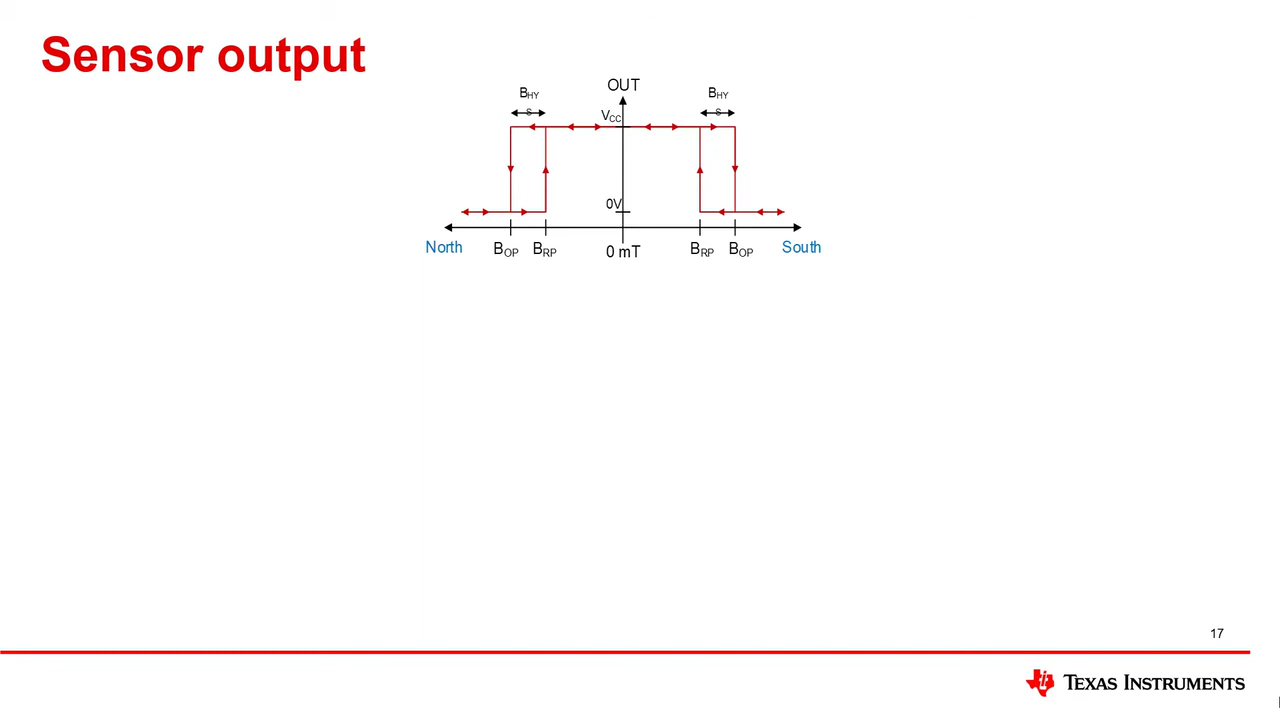 Sensor output
OUT
BHY
S
BHY
S
VCC
0V
North
BOP
BRP
0 mT
BRP
BOP
South
17
TEXAS INSTRUMENTS